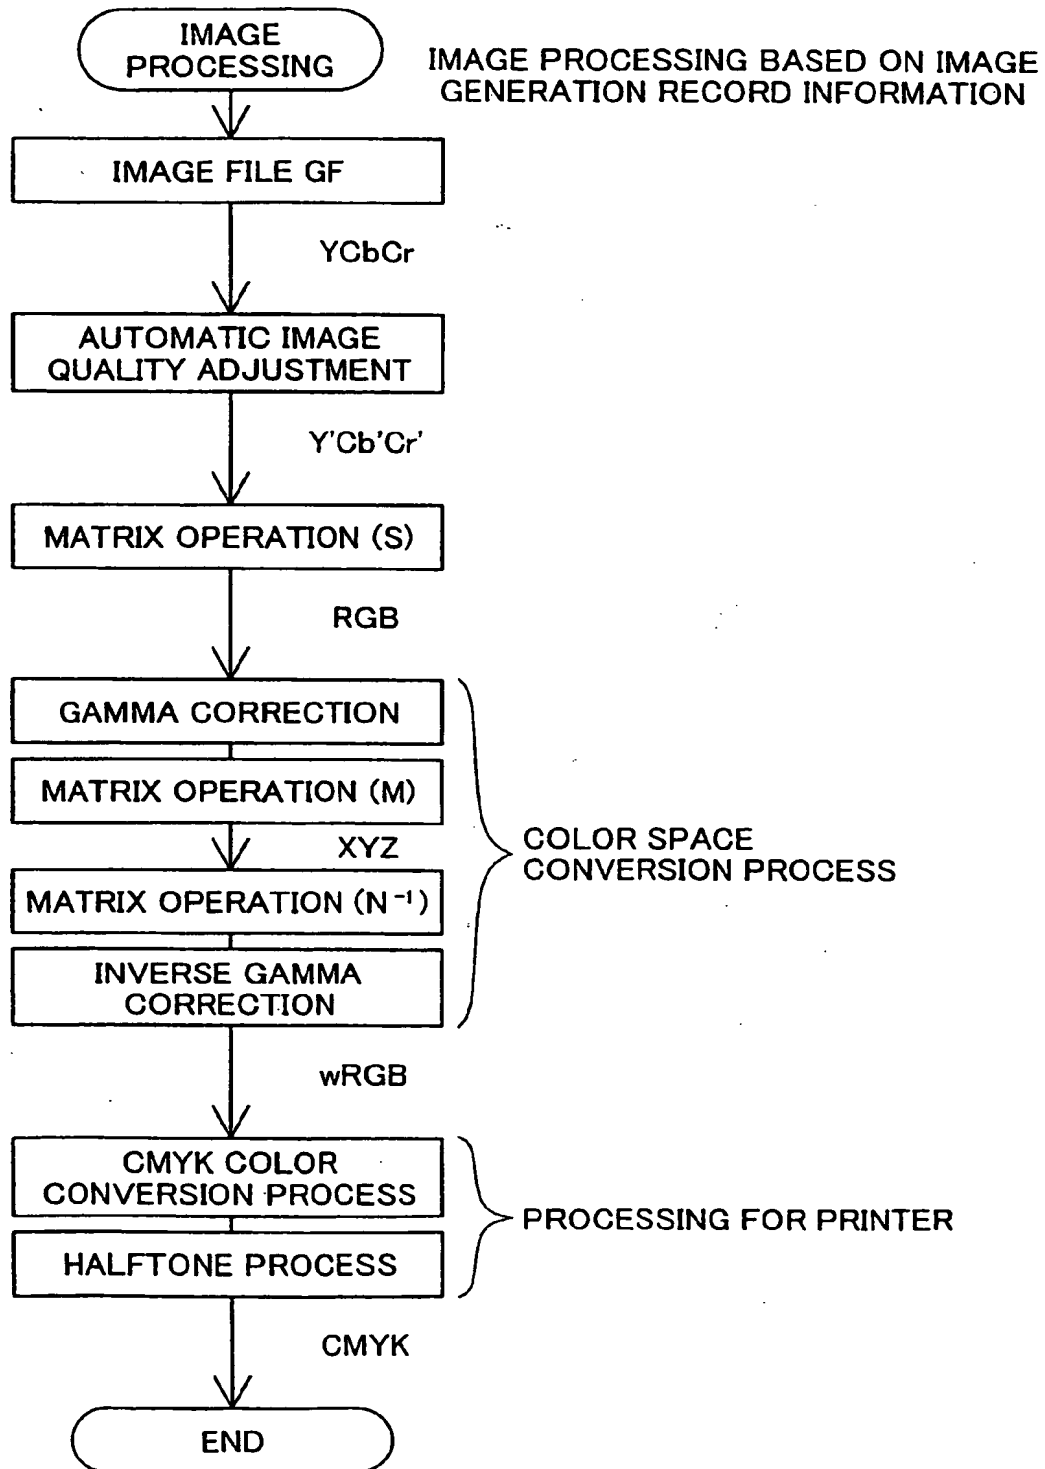 IMAGE
PROCESSING
IMAGE PROCESSING BASED ON IMAGE
GENERATION RECORD INFORMATION
IMAGE FILE GF
YCbCr
AUTOMATIC IMAGE
QUALITY ADJUSTMENT
Y'Cb'Cr'
MATRIX OPERATION (S)
RGB
GAMMA CORRECTION
MATRIX OPERATION (M)
XYZ
MATRIX OPERATION (N⁻¹)
INVERSE GAMMA
CORRECTION
COLOR SPACE
CONVERSION PROCESS
wRGB
CMYK COLOR
CONVERSION PROCESS
HALFTONE PROCESS
PROCESSING FOR PRINTER
CMYK
END